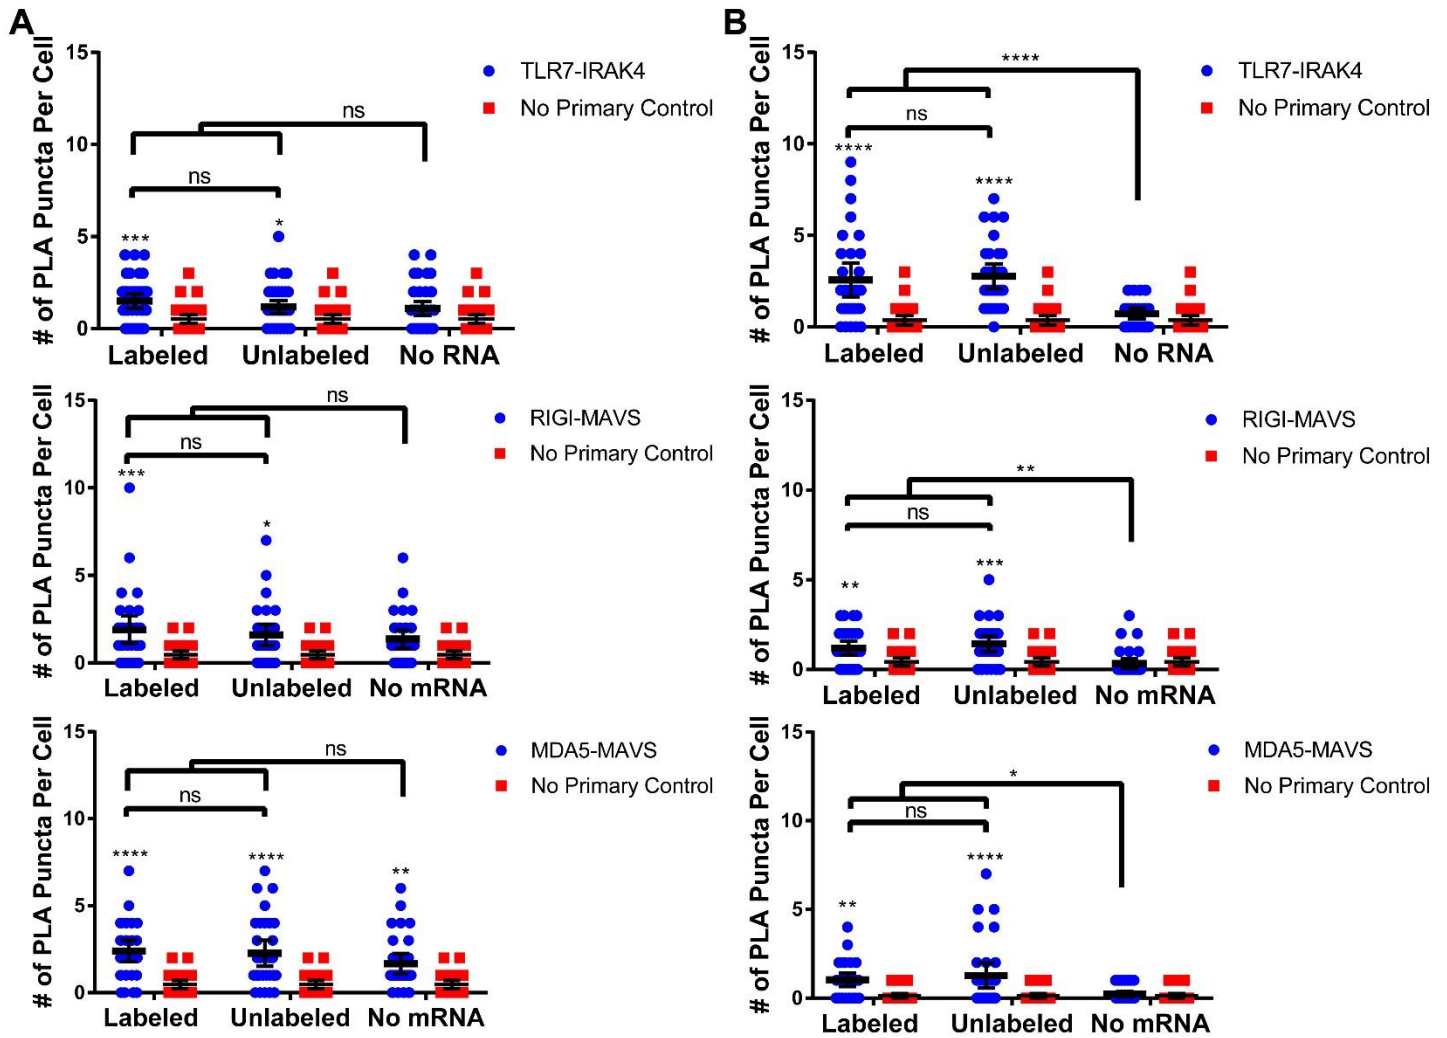 A
B
# of PLA Puncta Per Cell
15
10
5
0
TLR7-IRAK4
No Primary Control
ns
ns
***
*
Labeled
Unlabeled
No RNA
# of PLA Puncta Per Cell
15
10
5
0
TLR7-IRAK4
No Primary Control
****
ns
****
****
Labeled
Unlabeled
No RNA
# of PLA Puncta Per Cell
15
10
5
0
RIGI-MAVS
No Primary Control
ns
ns
***
*
Labeled
Unlabeled
No mRNA
# of PLA Puncta Per Cell
15
10
5
0
RIGI-MAVS
No Primary Control
**
ns
**
***
Labeled
Unlabeled
No mRNA
# of PLA Puncta Per Cell
15
10
5
0
MDA5-MAVS
No Primary Control
ns
ns
****
****
**
Labeled
Unlabeled
No mRNA
# of PLA Puncta Per Cell
15
10
5
0
MDA5-MAVS
No Primary Control
*
ns
**
****
Labeled
Unlabeled
No mRNA